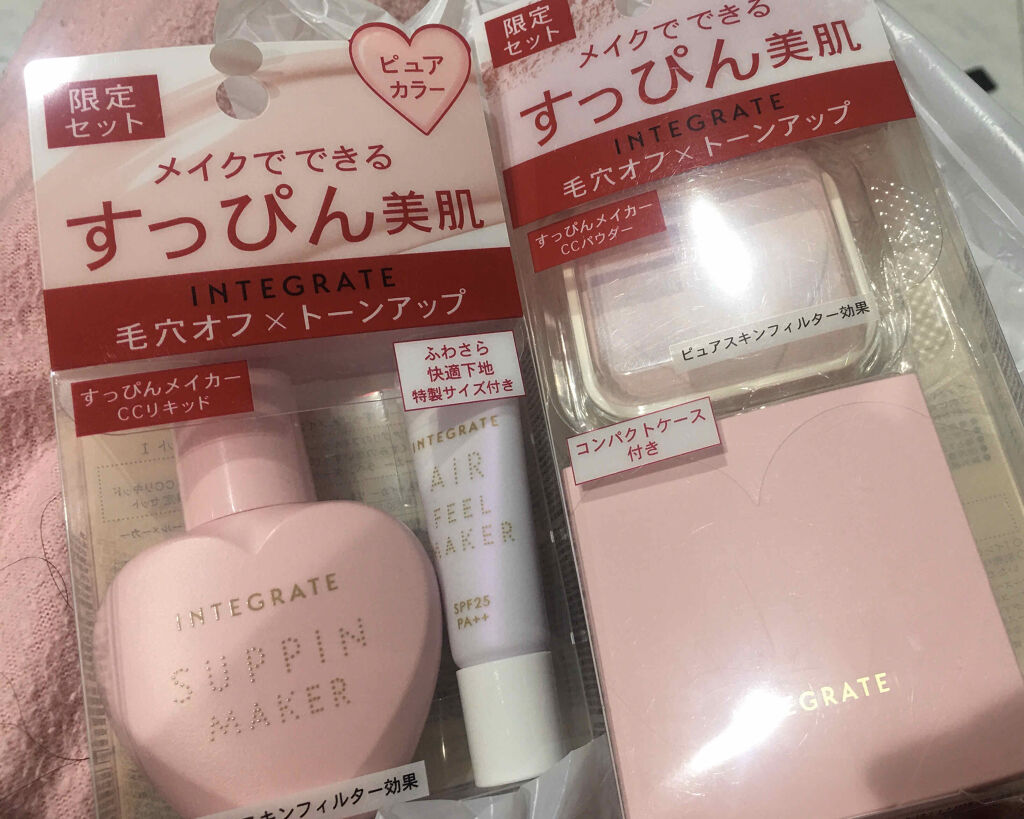 限定
セット
ピュア
カラー
メイクで できる
すっぴん美肌
INTEGRATE
毛穴オフ×トーンアップ
すっぴんメイカー
CCリキッド
ふわさら
快適下地
特製サイズ付き
INTEGRATE
AIR
FEEL
MAKER
SPF25
PA++
INTEGRATE
SUPPIN
MAKER
スキンフィルター効果
限定
セット
メイクで できる
すっぴん美肌
INTEGRATE
毛穴オフ×トーンアップ
すっぴんメイカー
CCパウダー
ピュアスキンフィルター効果
コンパクトケース
付き
EGRATE